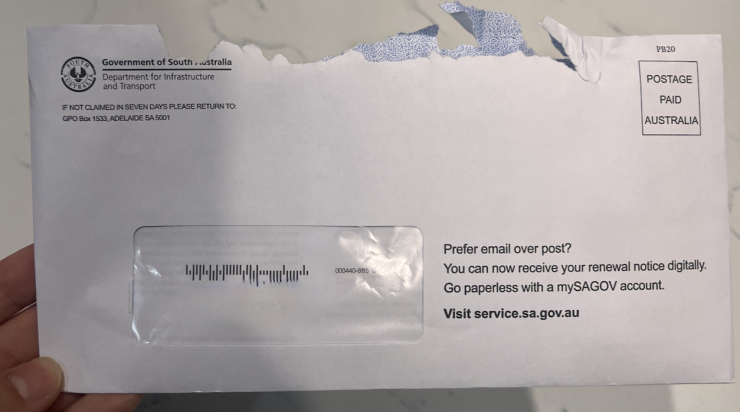 PB20
SOUTH AUSTRALIA
Government of South Australia
Department for Infrastructure
and Transport
POSTAGE
PAID
AUSTRALIA
IF NOT CLAIMED IN SEVEN DAYS PLEASE RETURN TO:
GPO Box 1533, ADELAIDE SA 5001
Prefer email over post?
You can now receive your renewal notice digitally.
Go paperless with a mySAGOV account.
Visit service.sa.gov.au
000440-885